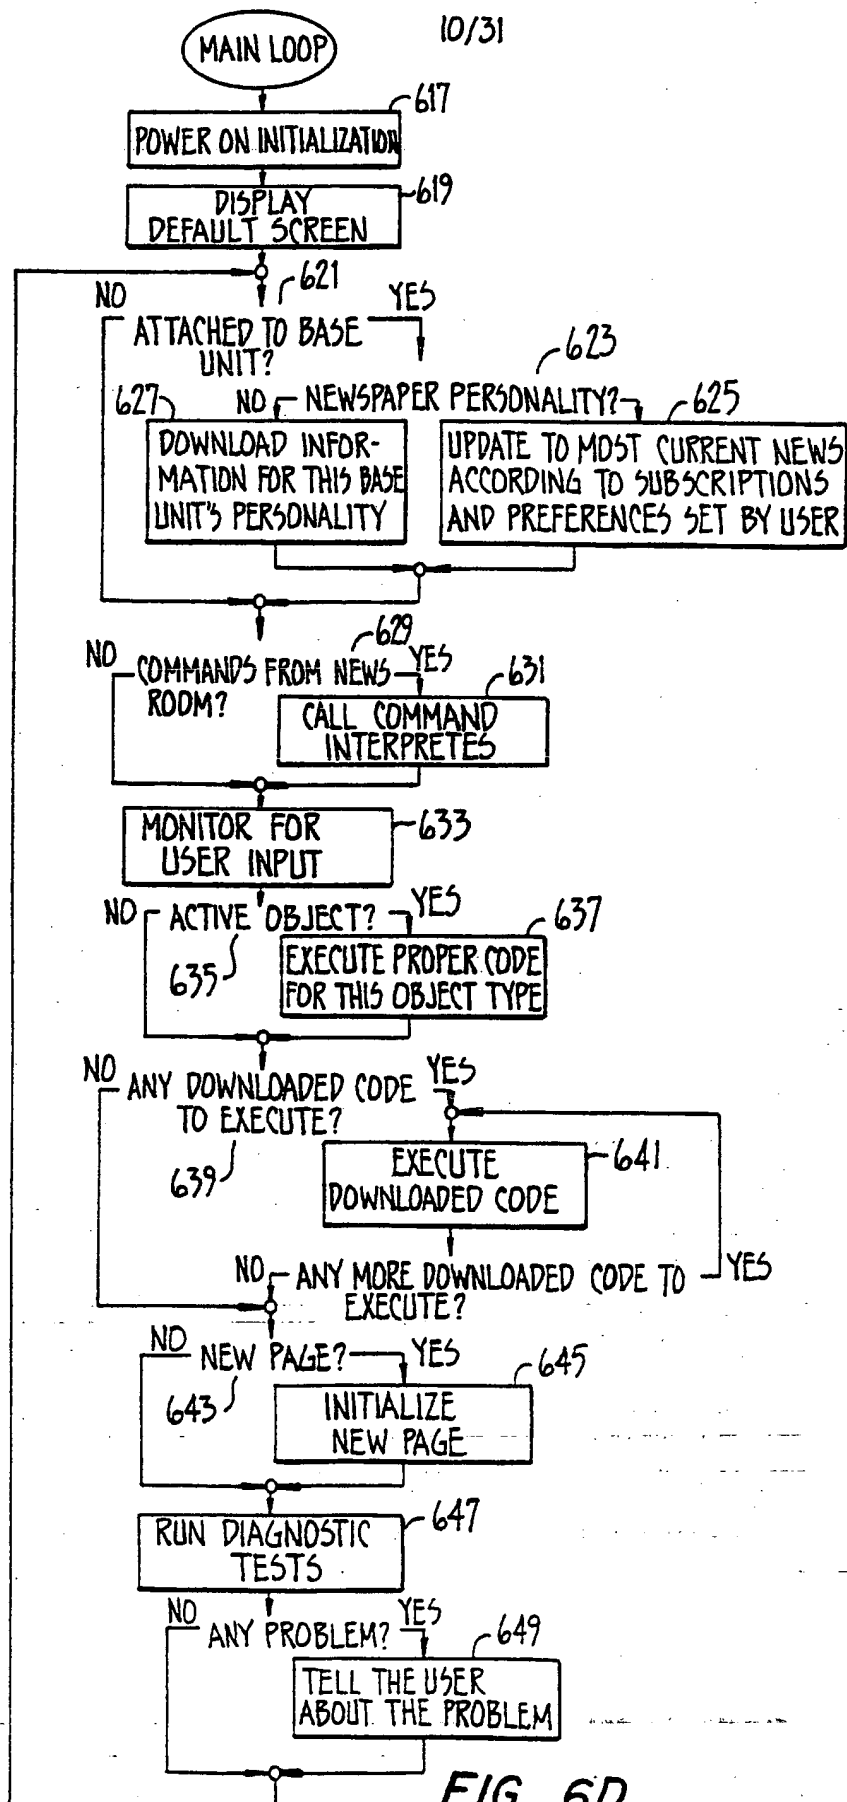 10/31
MAIN LOOP
617
POWER ON INITIALIZATION
619
DISPLAY
DEFAULT SCREEN
621
NO
YES
ATTACHED TO BASE
UNIT?
623
627
NO
NEWSPAPER PERSONALITY?
625
DOWNLOAD INFOR-
MATION FOR THIS BASE
UNIT'S PERSONALITY
UPDATE TO MOST CURRENT NEWS
ACCORDING TO SUBSCRIPTIONS
AND PREFERENCES SET BY USER
629
NO
COMMANDS FROM NEWS
ROOM?
YES
631
CALL COMMAND
INTERPRETES
MONITOR FOR
USER INPUT
633
NO
ACTIVE OBJECT?
YES
637
635
EXECUTE PROPER CODE
FOR THIS OBJECT TYPE
NO
ANY DOWNLOADED CODE
TO EXECUTE?
YES
639
EXECUTE
DOWNLOADED CODE
641
NO
ANY MORE DOWNLOADED CODE TO
EXECUTE?
YES
NO
NEW PAGE?
YES
645
643
INITIALIZE
NEW PAGE
RUN DIAGNOSTIC
TESTS
647
NO
ANY PROBLEM?
YES
649
TELL THE USER
ABOUT THE PROBLEM
FIG. 6D